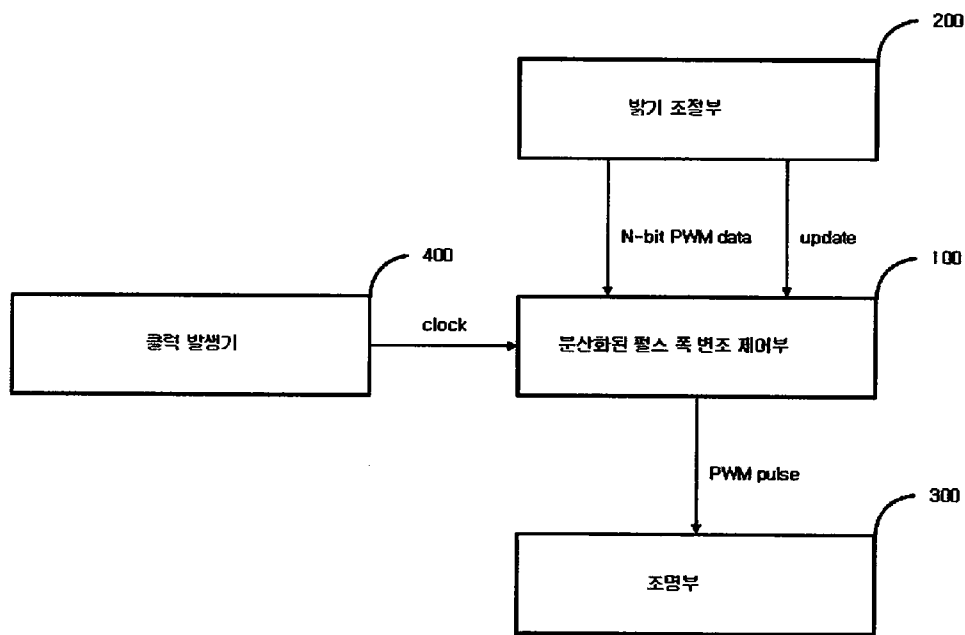 200
밝기 조절부
N-bit PWM data
update
400
100
클럭 발생기
clock
분산화된 펄스 폭 변조 제어부
PWM pulse
300
조명부